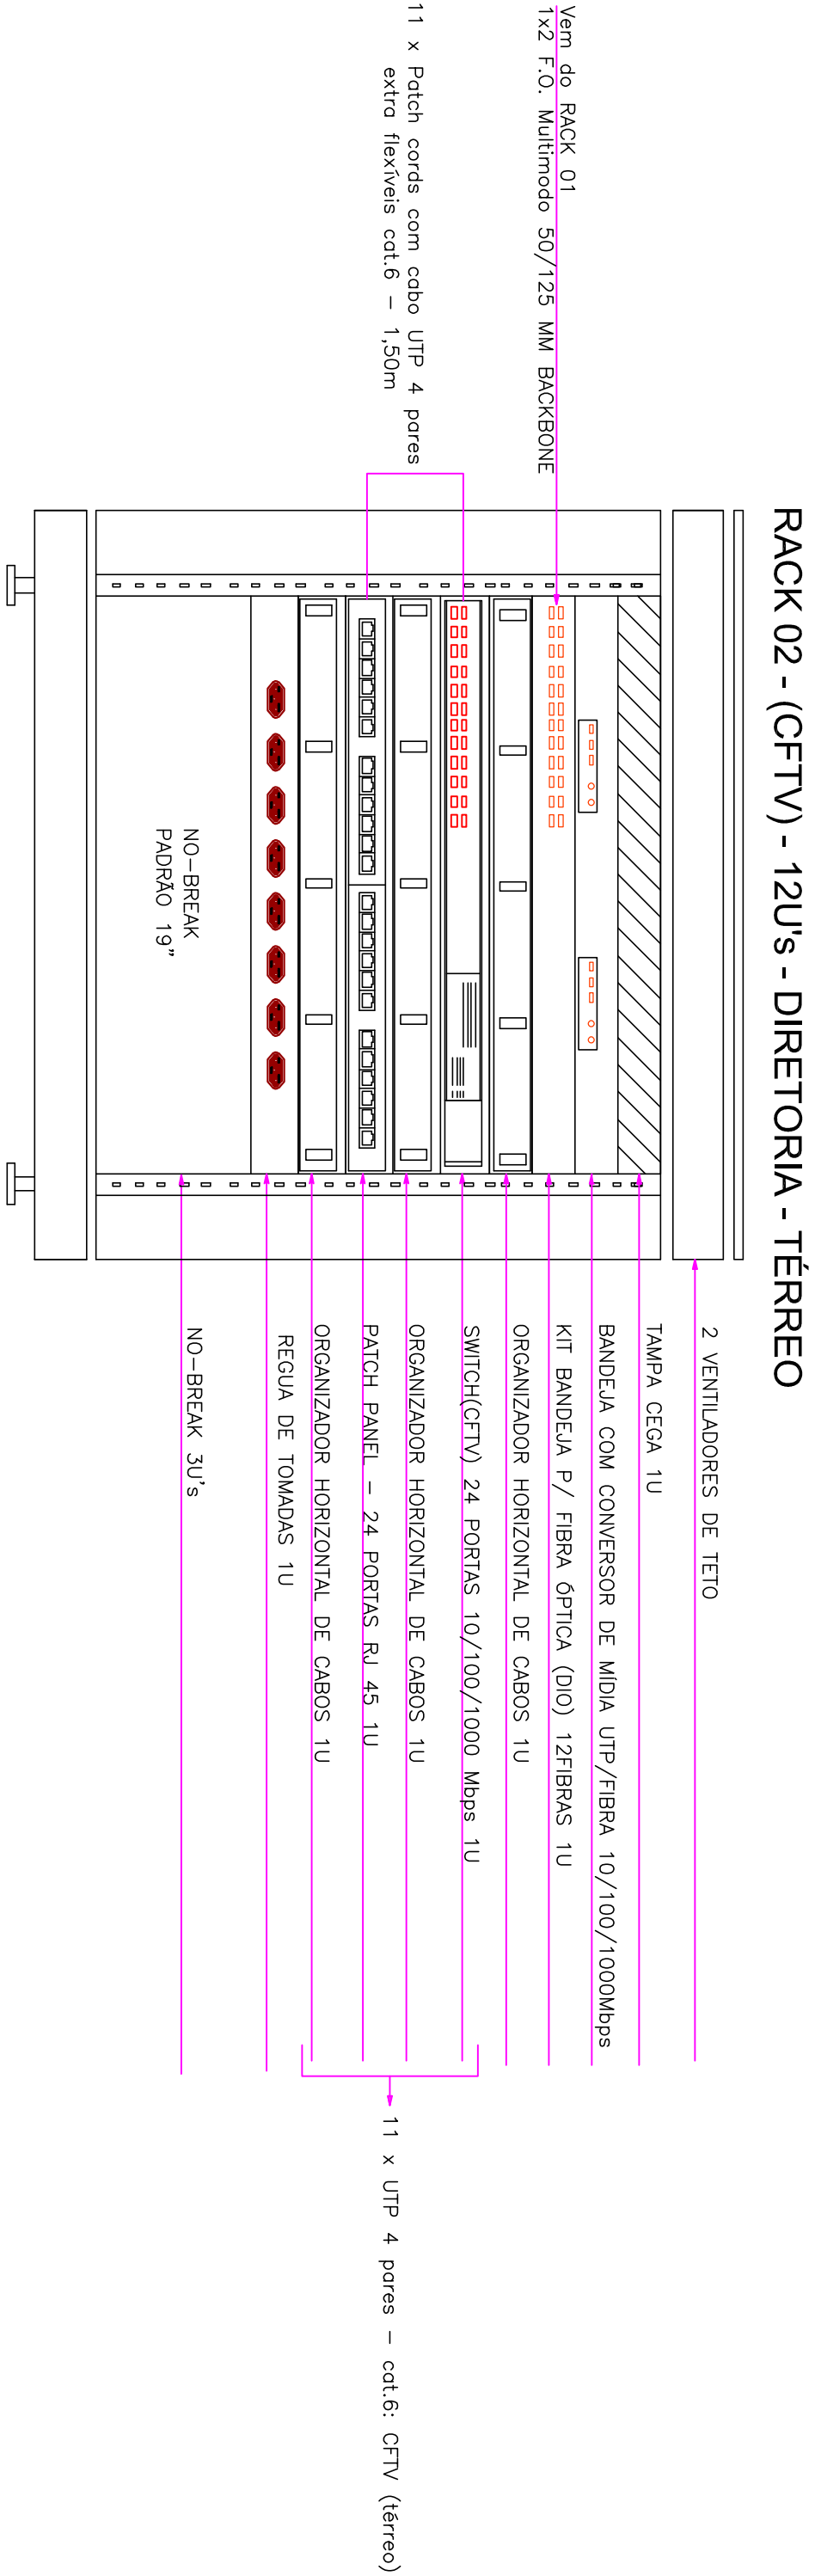 RACK 02 - (CFTV) - 12U's - DIRETORIA - TÉRREO
Vem do RACK 01
1x2 F.O. Multimodo 50/125 MM BACKBONE
11 x Patch cords com cabo UTP 4 pares
extra flexíveis cat.6 – 1,50m
NO–BREAK
PADRÃO 19"
2 VENTILADORES DE TETO
TAMPA CEGA 1U
BANDEJA COM CONVERSOR DE MÍDIA UTP/FIBRA 10/100/1000Mbps
KIT BANDEJA P/ FIBRA ÓPTICA (DIO) 12FIBRAS 1U
ORGANIZADOR HORIZONTAL DE CABOS 1U
SWITCH(CFTV) 24 PORTAS 10/100/1000 Mbps 1U
ORGANIZADOR HORIZONTAL DE CABOS 1U
PATCH PANEL – 24 PORTAS RJ 45 1U
ORGANIZADOR HORIZONTAL DE CABOS 1U
REGUA DE TOMADAS 1U
NO–BREAK 3U's
11 x UTP 4 pares – cat.6: CFTV (térreo)